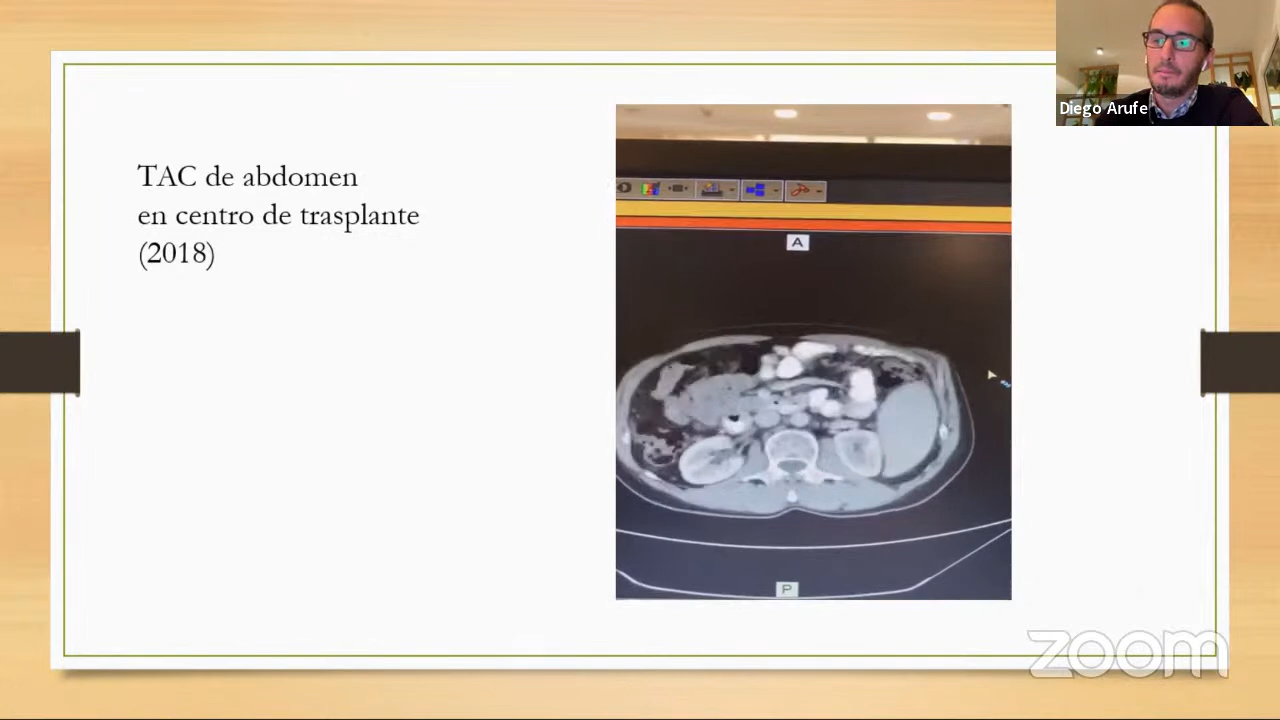 TAC de abdomen
en centro de trasplante
(2018)
A
P
Diego Arufe
zoom